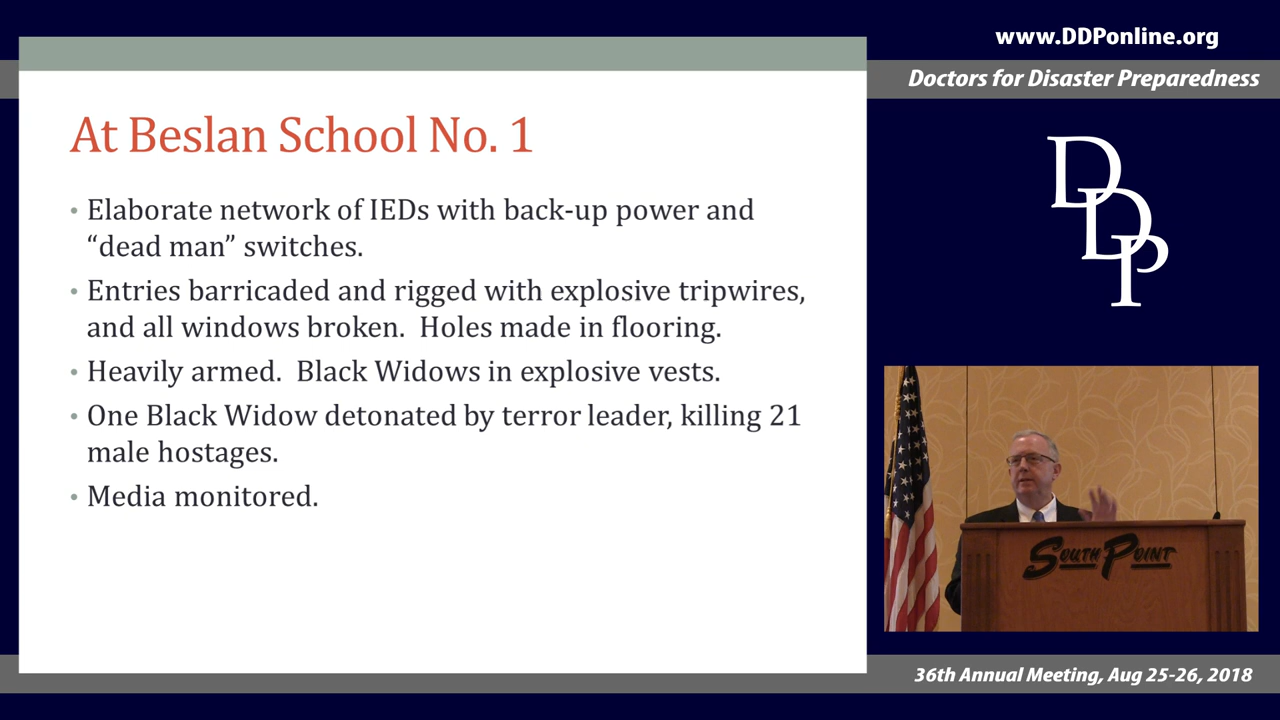 www.DDPonline.org
Doctors for Disaster Preparedness
At Beslan School No. 1
• Elaborate network of IEDs with back-up power and
“dead man” switches.
• Entries barricaded and rigged with explosive tripwires,
and all windows broken.  Holes made in flooring.
• Heavily armed.  Black Widows in explosive vests.
• One Black Widow detonated by terror leader, killing 21
male hostages.
• Media monitored.
DDP
SOUTH POINT
36th Annual Meeting, Aug 25-26, 2018